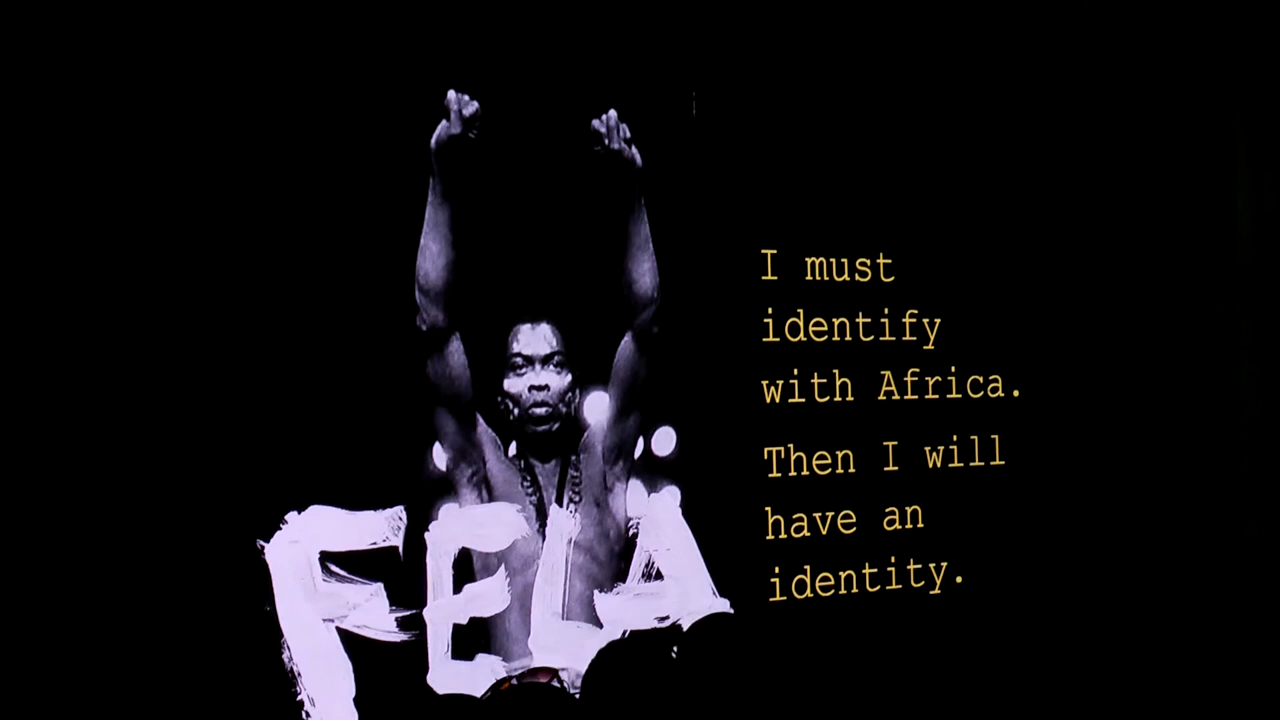 FELA
I must
identify
with Africa.
Then I will
have an
identity.